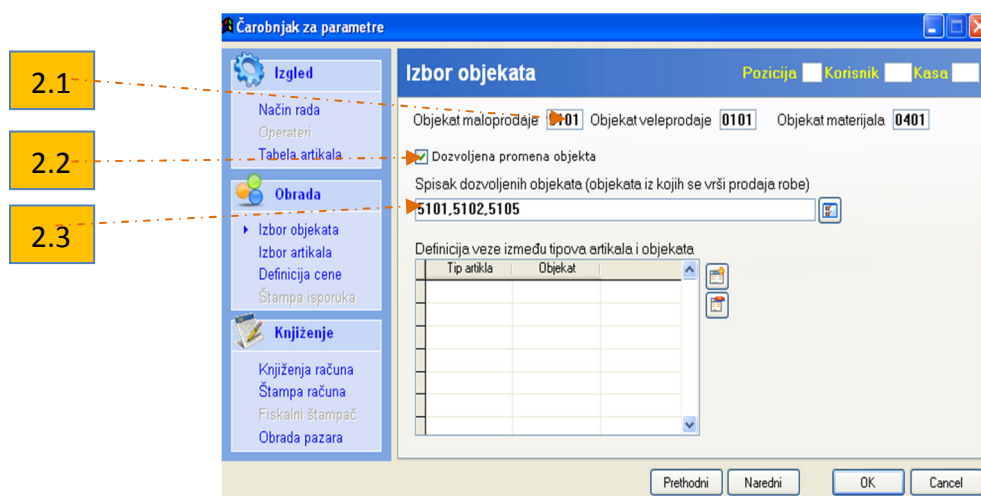 Čarobnjak za parametre
2.1
2.2
2.3
Izgled
Način rada
Operateri
Tabela artikala
Obrada
Izbor objekata
Izbor artikala
Definicija cene
Štampa isporuka
Knjiženje
Knjiženja računa
Štampa računa
Fiskalni štampač
Obrada pazara
Izbor objekata
Pozicija Korisnik Kasa
Objekat maloprodaje 5101 Objekat veleprodaje 0101 Objekat materijala 0401
Dozvoljena promena objekta
Spisak dozvoljenih objekata (objekata iz kojih se vrši prodaja robe)
5101,5102,5105
Definicija veze između tipova artikala i objekata
Tip artikla Objekat
Prethodni Naredni OK Cancel